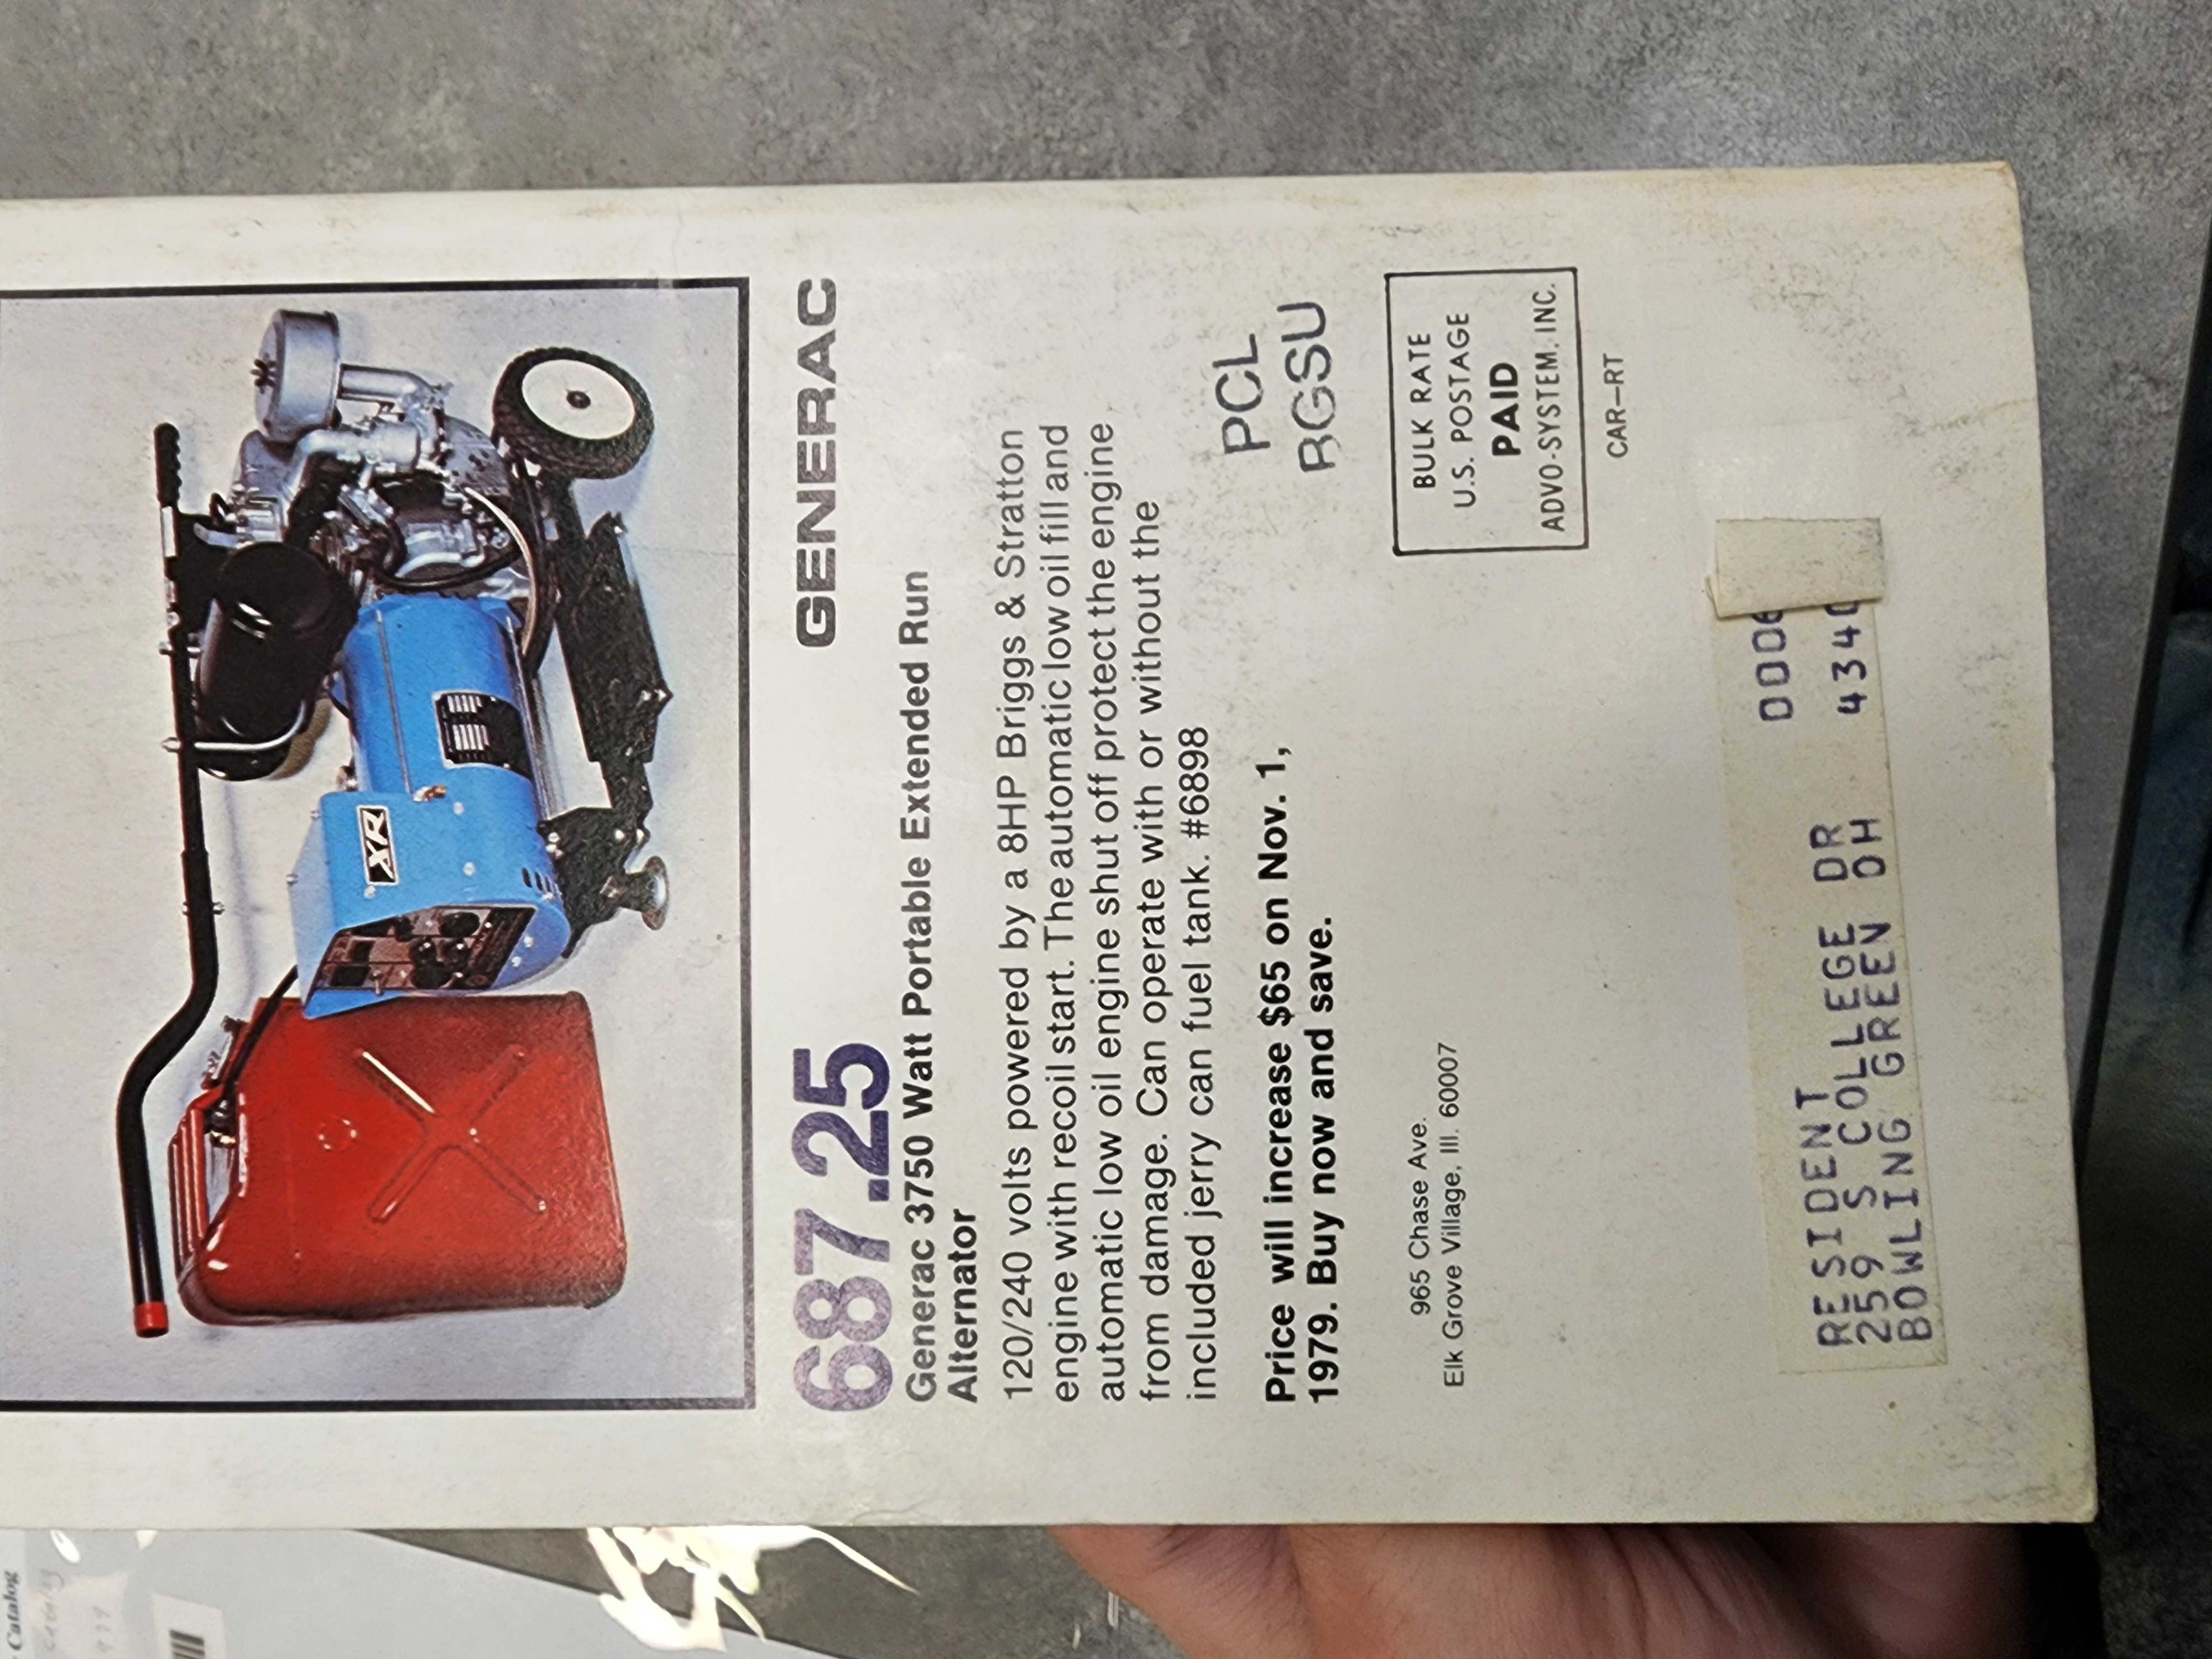 XR
GENERAC
687.25
Generac 3750 Watt Portable Extended Run
Alternator
120/240 volts powered by a 8HP Briggs & Stratton
engine with recoil start. The automatic low oil fill and
automatic low oil engine shut off protect the engine
from damage. Can operate with or without the
included jerry can fuel tank. #6898
Price will increase $65 on Nov. 1,
1979. Buy now and save.
PCL
BGSU
965 Chase Ave.
Elk Grove Village, Ill. 60007
BULK RATE
U.S. POSTAGE
PAID
ADVO-SYSTEM, INC.
CAR-RT
RESIDENT
259 S COLLEGE DR
BOWLING GREEN OH 4340
Catalog